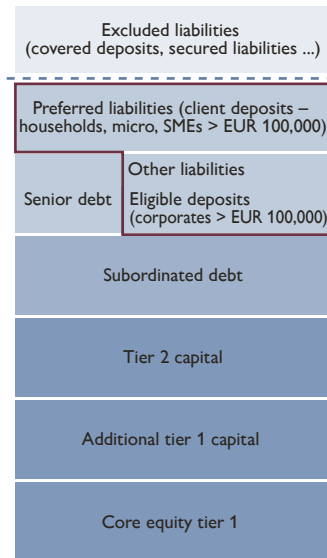 Excluded liabilities
(covered deposits, secured liabilities ...)
Preferred liabilities (client deposits –
households, micro, SMEs > EUR 100,000)
Other liabilities
Senior debt
Eligible deposits
(corporates > EUR 100,000)
Subordinated debt
Tier 2 capital
Additional tier 1 capital
Core equity tier 1